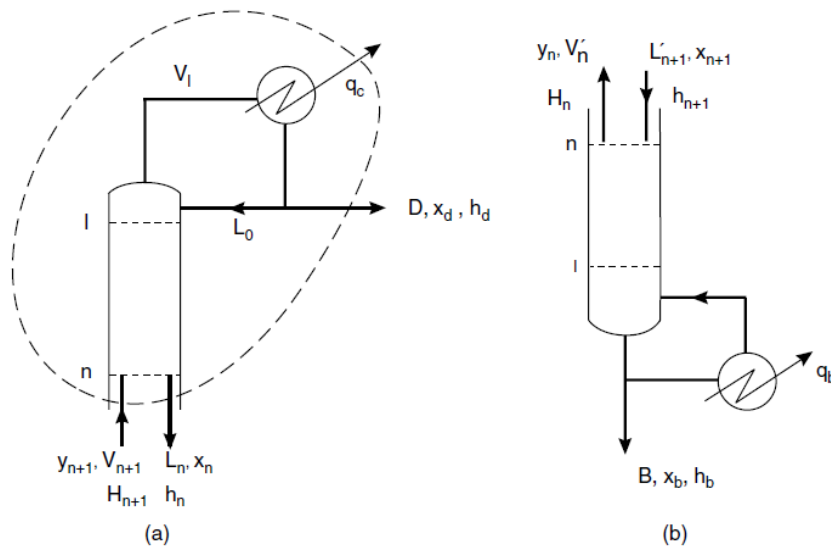 V_l
q_c
D, x_d , h_d
L_0
l
n
y_{n+1}, V_{n+1} L_n, x_n
H_{n+1} h_n
(a)
y_n, V´_n L´_{n+1}, x_{n+1}
H_n h_{n+1}
n
l
q_b
B, x_b, h_b
(b)